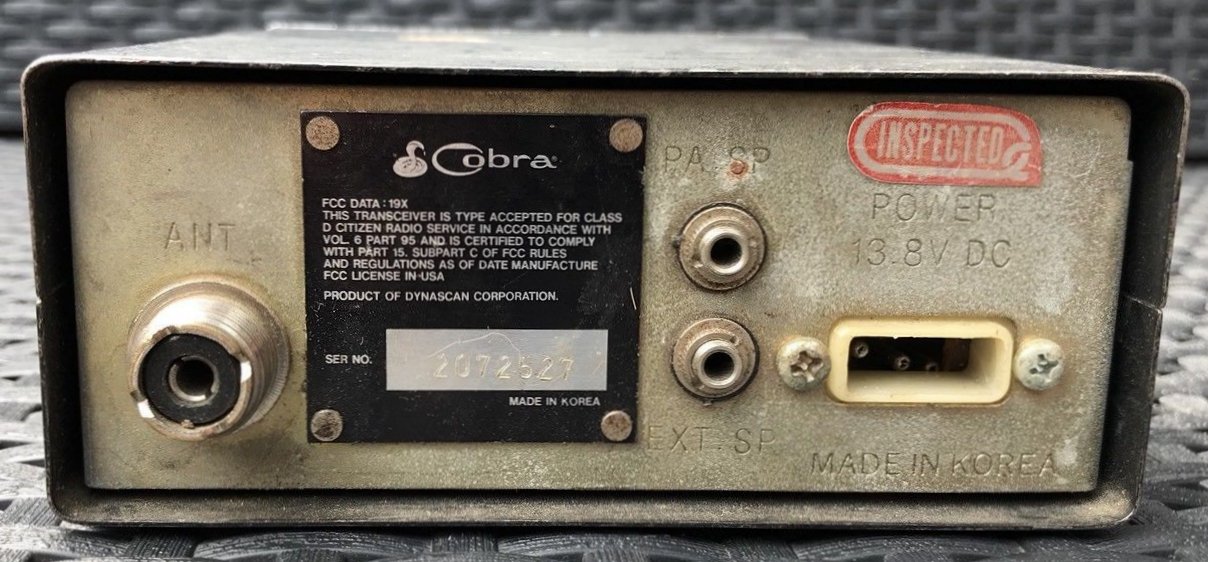 ANT
Cobra
FCC DATA : 19X
THIS TRANSCEIVER IS TYPE ACCEPTED FOR CLASS
D CITIZEN RADIO SERVICE IN ACCORDANCE WITH
VOL. 6 PART 95 AND IS CERTIFIED TO COMPLY
WITH PART 15. SUBPART C OF FCC RULES
AND REGULATIONS AS OF DATE MANUFACTURE
FCC LICENSE IN USA
PRODUCT OF DYNASCAN CORPORATION.
SER NO. 2072527
MADE IN KOREA
PA. SP
EXT. SP
INSPECTED
POWER
13.8V DC
MADE IN KOREA